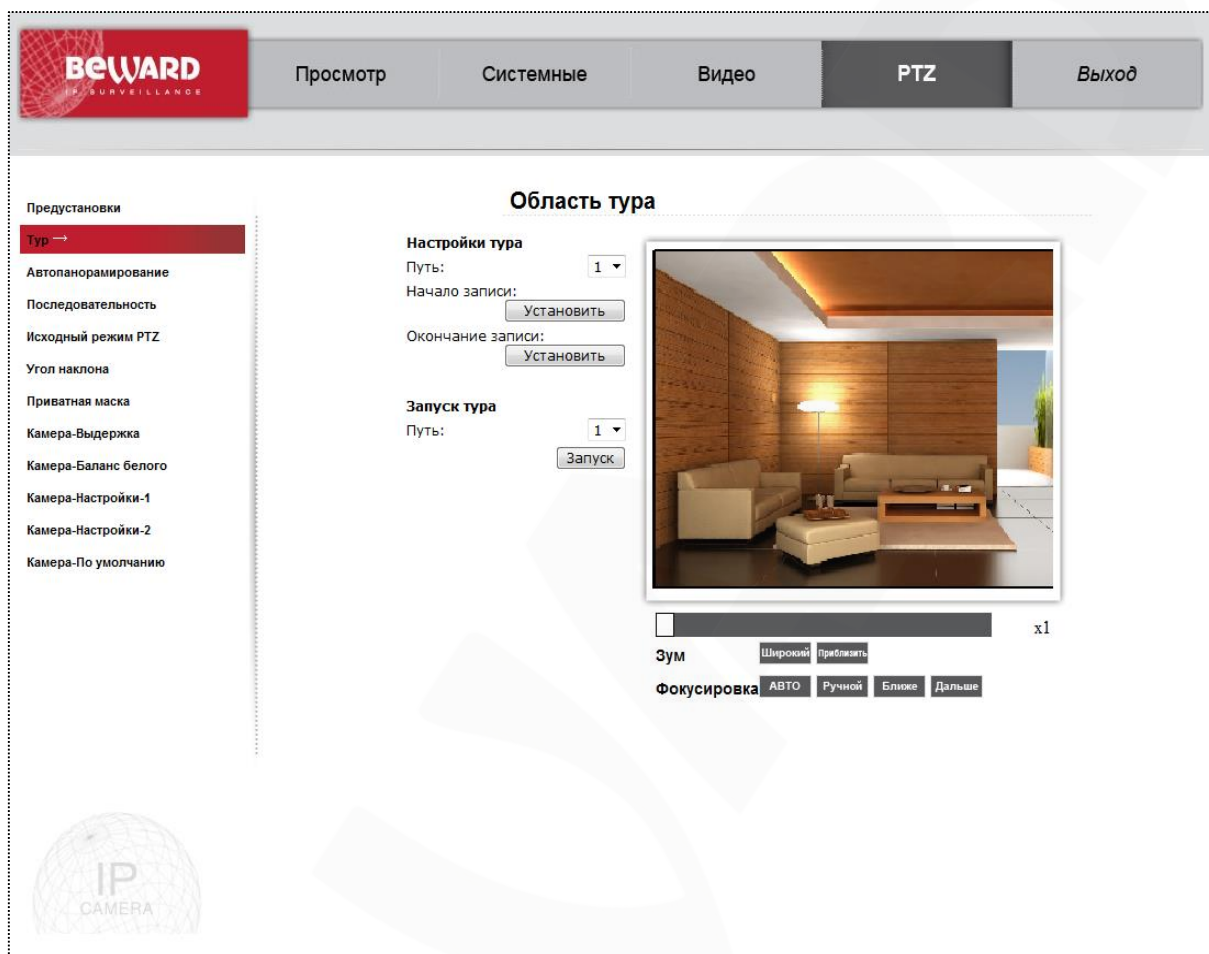 BEWARD
IP SURVEILLANCE
Просмотр
Системные
Видео
PTZ
Выход
Предустановки
Тур →
Автопанорамирование
Последовательность
Исходный режим PTZ
Угол наклона
Приватная маска
Камера-Выдержка
Камера-Баланс белого
Камера-Настройки-1
Камера-Настройки-2
Камера-По умолчанию
Область тура
Настройки тура
Путь: 1
Начало записи:
Установить
Окончание записи:
Установить
Запуск тура
Путь: 1
Запуск
x1
Зум Широкий Приблизить
Фокусировка АВТО Ручной Ближе Дальше
IP
CAMERA